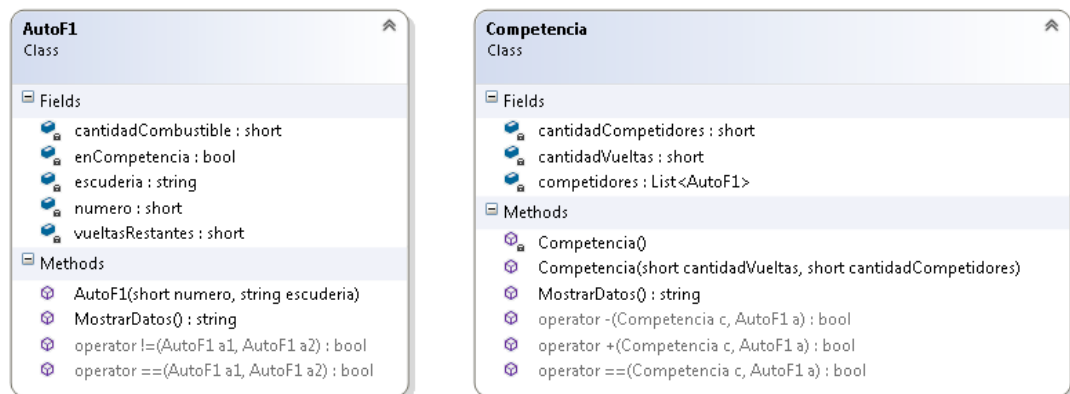 AutoF1
Class
Fields
cantidadCombustible : short
enCompetencia : bool
escuderia : string
numero : short
vueltasRestantes : short
Methods
AutoF1(short numero, string escuderia)
MostrarDatos() : string
operator !=(AutoF1 a1, AutoF1 a2) : bool
operator ==(AutoF1 a1, AutoF1 a2) : bool
Competencia
Class
Fields
cantidadCompetidores : short
cantidadVueltas : short
competidores : List<AutoF1>
Methods
Competencia()
Competencia(short cantidadVueltas, short cantidadCompetidores)
MostrarDatos() : string
operator -(Competencia c, AutoF1 a) : bool
operator +(Competencia c, AutoF1 a) : bool
operator ==(Competencia c, AutoF1 a) : bool